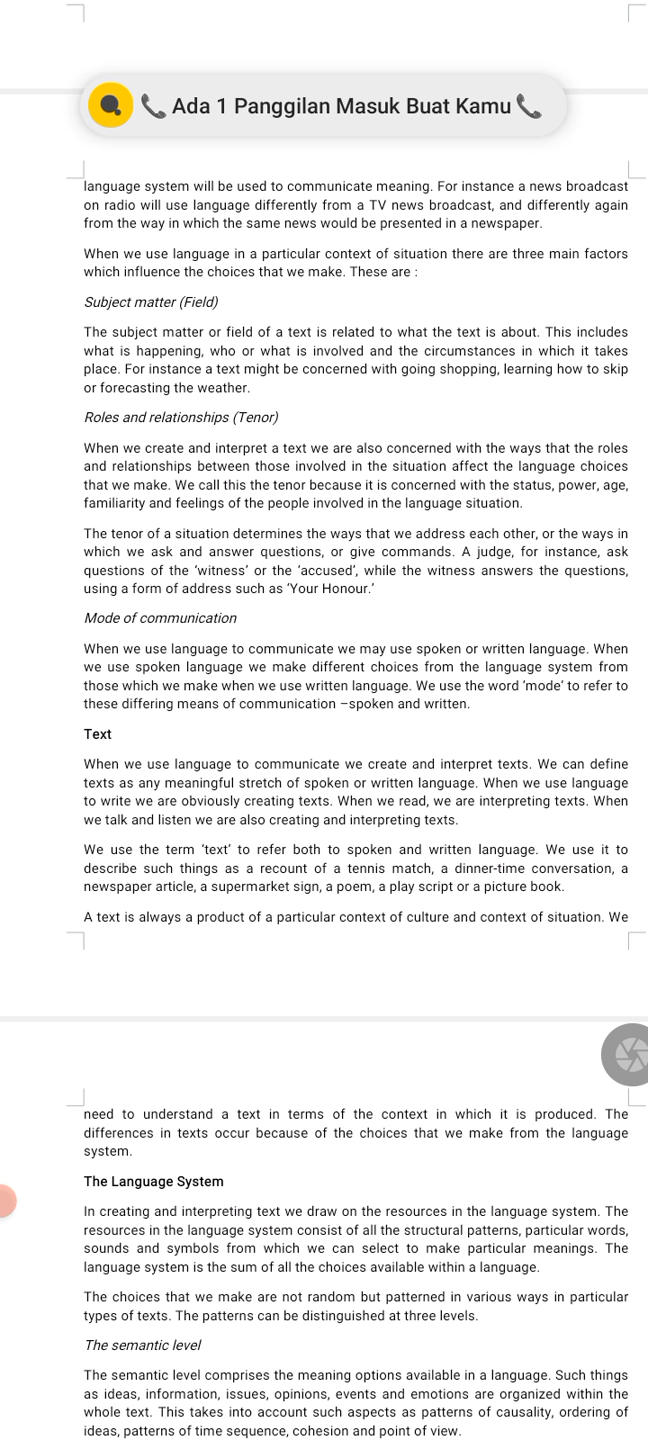 📞 Ada 1 Panggilan Masuk Buat Kamu 📞
language system will be used to communicate meaning. For instance a news broadcast
on radio will use language differently from a TV news broadcast, and differently again
from the way in which the same news would be presented in a newspaper.
When we use language in a particular context of situation there are three main factors
which influence the choices that we make. These are :
Subject matter (Field)
The subject matter or field of a text is related to what the text is about. This includes
what is happening, who or what is involved and the circumstances in which it takes
place. For instance a text might be concerned with going shopping, learning how to skip
or forecasting the weather.
Roles and relationships (Tenor)
When we create and interpret a text we are also concerned with the ways that the roles
and relationships between those involved in the situation affect the language choices
that we make. We call this the tenor because it is concerned with the status, power, age,
familiarity and feelings of the people involved in the language situation.
The tenor of a situation determines the ways that we address each other, or the ways in
which we ask and answer questions, or give commands. A judge, for instance, ask
questions of the ‘witness’ or the ‘accused’, while the witness answers the questions,
using a form of address such as ‘Your Honour.’
Mode of communication
When we use language to communicate we may use spoken or written language. When
we use spoken language we make different choices from the language system from
those which we make when we use written language. We use the word ‘mode’ to refer to
these differing means of communication –spoken and written.
Text
When we use language to communicate we create and interpret texts. We can define
texts as any meaningful stretch of spoken or written language. When we use language
to write we are obviously creating texts. When we read, we are interpreting texts. When
we talk and listen we are also creating and interpreting texts.
We use the term ‘text’ to refer both to spoken and written language. We use it to
describe such things as a recount of a tennis match, a dinner-time conversation, a
newspaper article, a supermarket sign, a poem, a play script or a picture book.
A text is always a product of a particular context of culture and context of situation. We
need to understand a text in terms of the context in which it is produced. The
differences in texts occur because of the choices that we make from the language
system.
The Language System
In creating and interpreting text we draw on the resources in the language system. The
resources in the language system consist of all the structural patterns, particular words,
sounds and symbols from which we can select to make particular meanings. The
language system is the sum of all the choices available within a language.
The choices that we make are not random but patterned in various ways in particular
types of texts. The patterns can be distinguished at three levels.
The semantic level
The semantic level comprises the meaning options available in a language. Such things
as ideas, information, issues, opinions, events and emotions are organized within the
whole text. This takes into account such aspects as patterns of causality, ordering of
ideas, patterns of time sequence, cohesion and point of view.